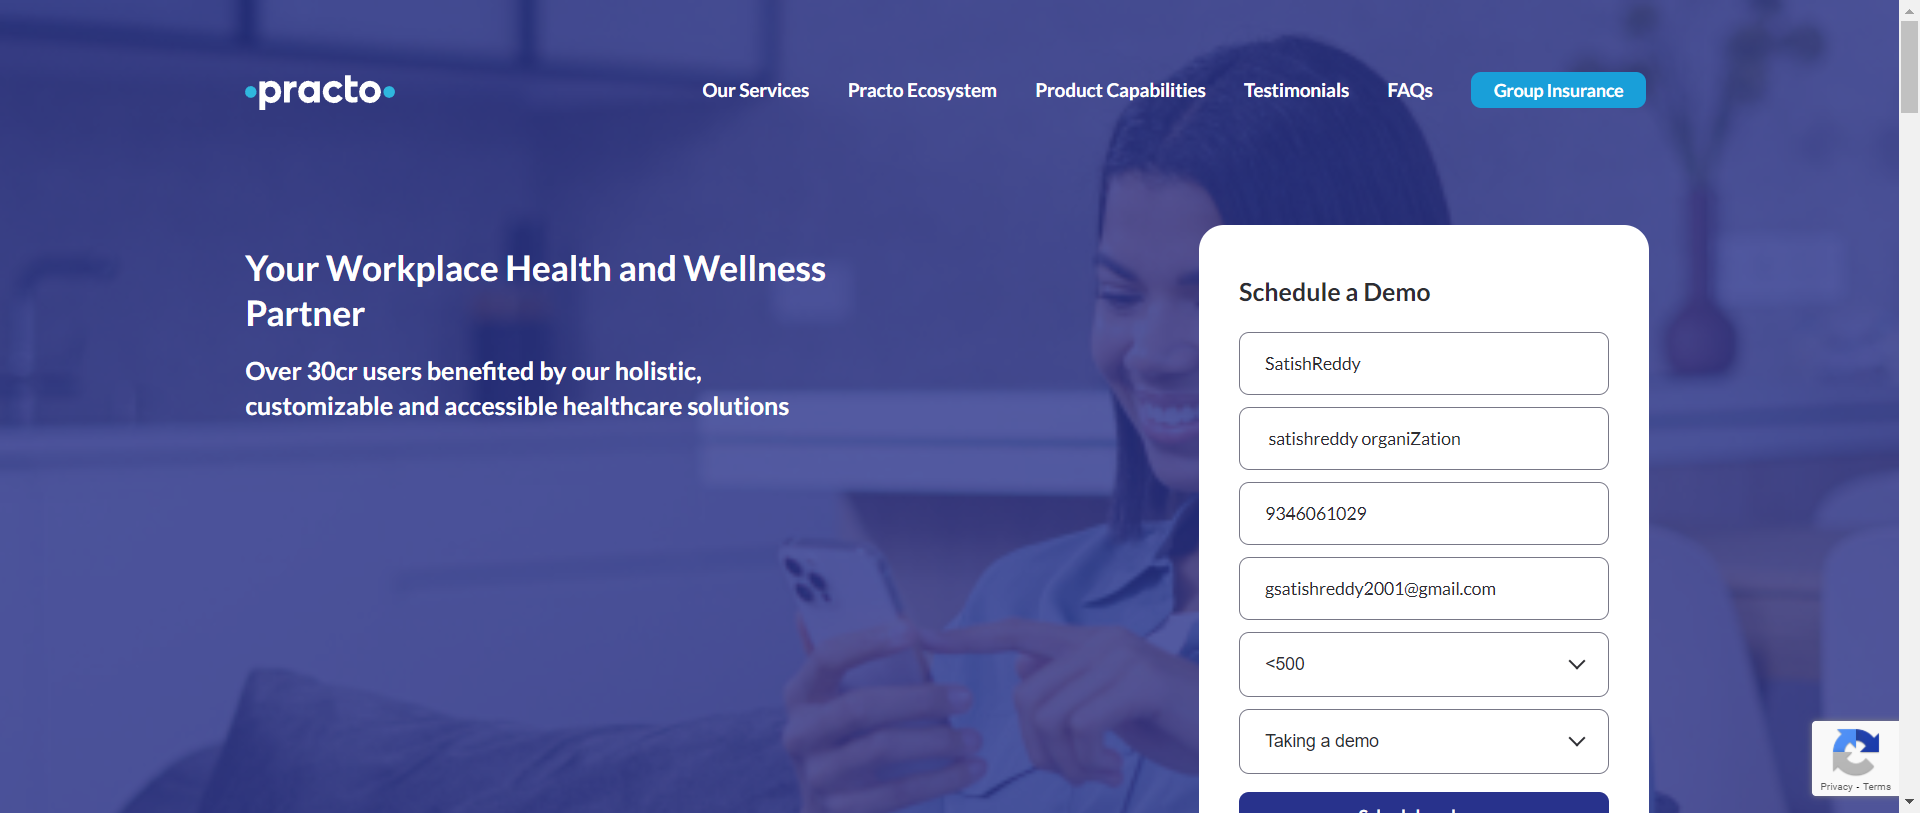 practo
Our Services
Practo Ecosystem
Product Capabilities
Testimonials
FAQs
Group Insurance
Your Workplace Health and Wellness
Partner
Over 30cr users benefited by our holistic,
customizable and accessible healthcare solutions
Schedule a Demo
SatishReddy
satishreddy organiZation
9346061029
gsatishreddy2001@gmail.com
<500
Taking a demo
Privacy - Terms